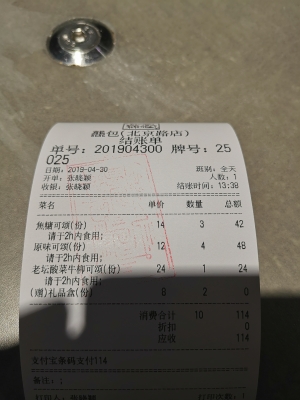 醺包(北京路店)
结账单
单号: 201904300 牌号: 25
025
日期: 2019-04-30 班别: 全天
开单: 张晓颖 人数: 1
收银: 张晓颖 结账时间: 13:38
菜名 单价 数量 总额
焦糖可颂(份) 14 3 42
请于2h内食用;
原味可颂(份) 12 4 48
请于2h内食用;
老坛酸菜牛柳可颂(份) 24 1 24
请于2h内食用;
(赠)礼品盒(份) 8 2 0
消费合计 10 114
折扣 0
应收 114
支付宝条码支付114
备注: ;